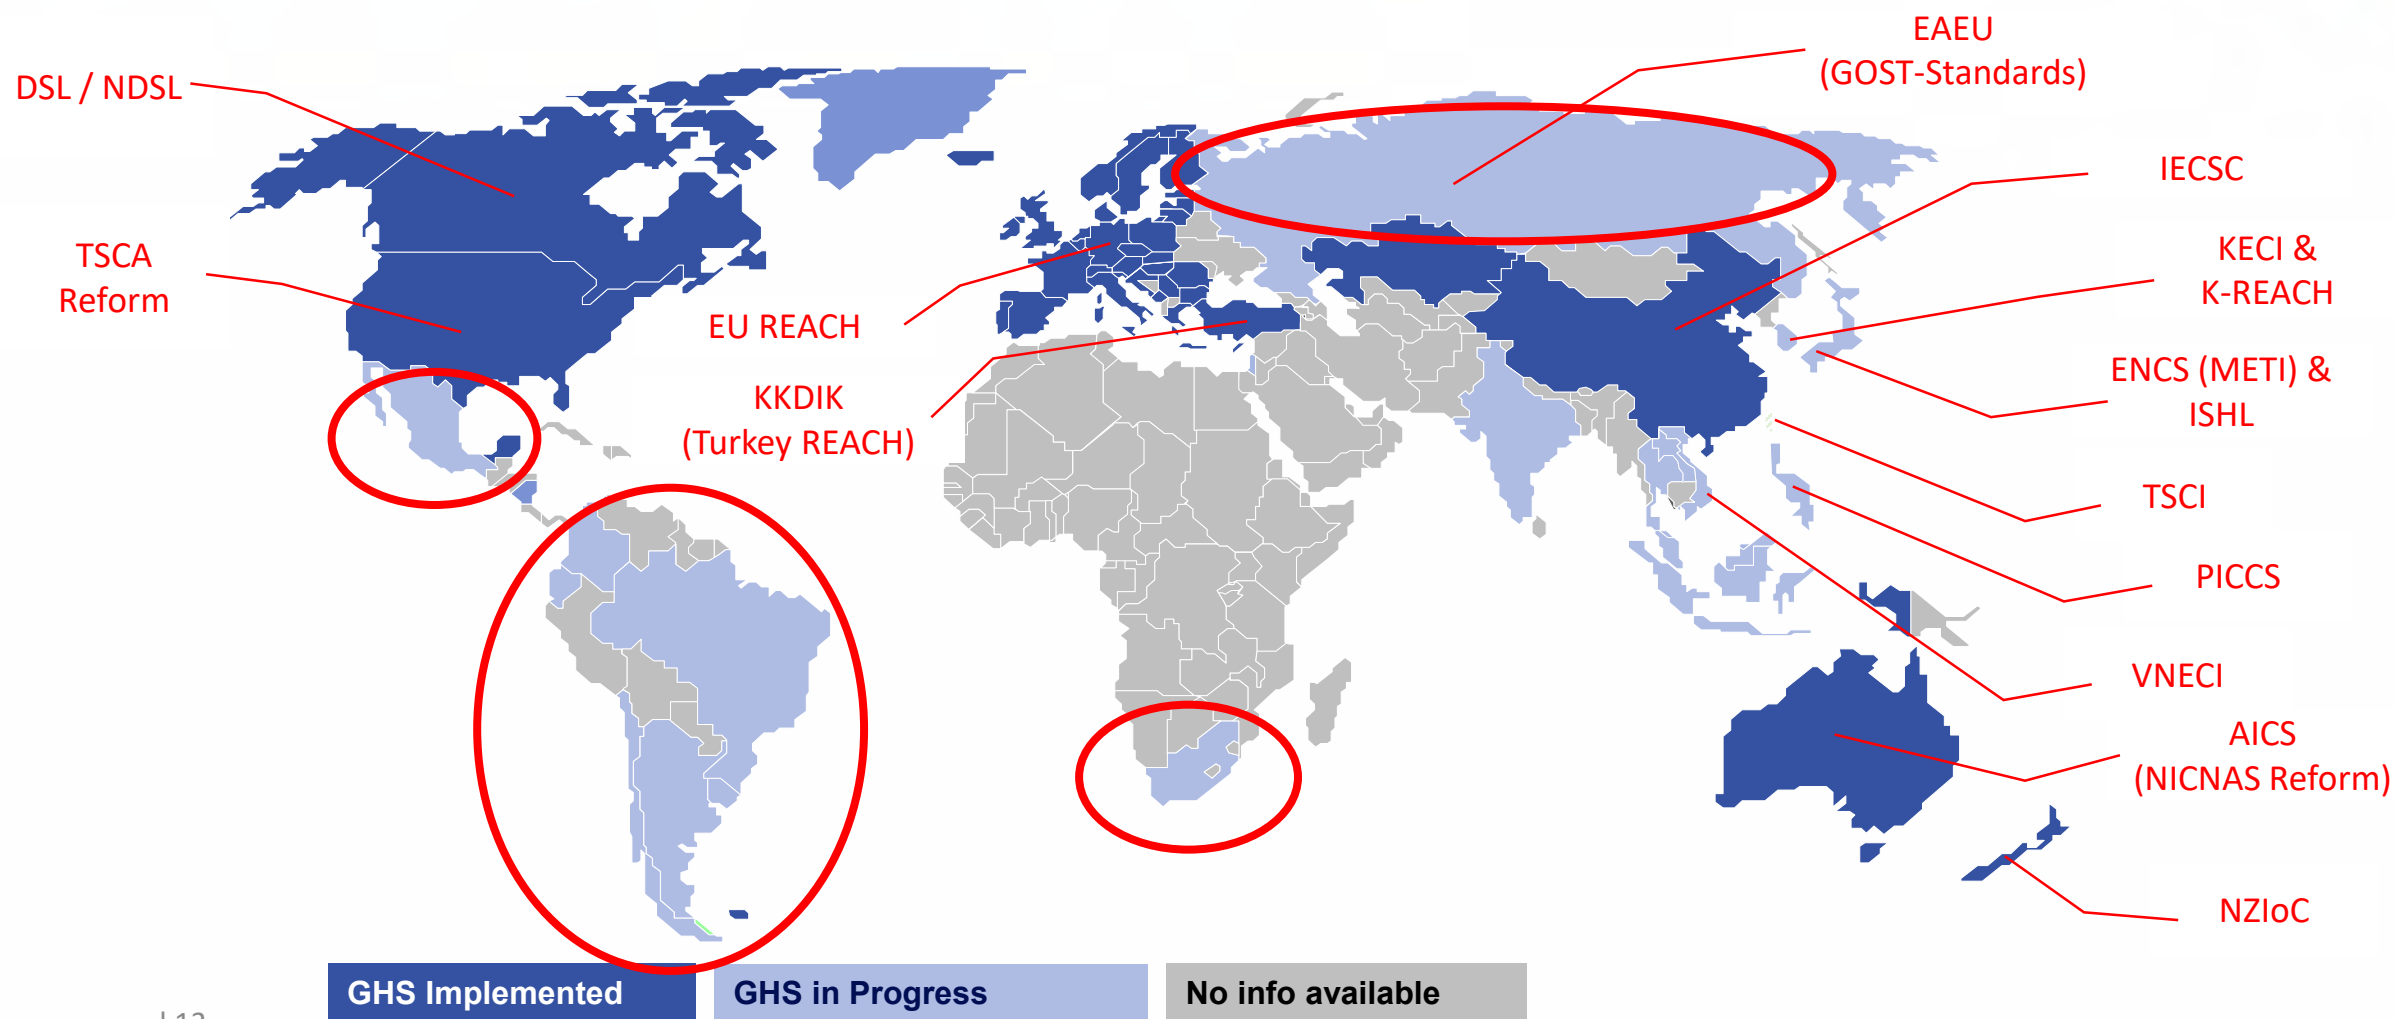 EAEU
(GOST-Standards)
DSL / NDSL
IECSC
TSCA
Reform
KECI &
K-REACH
EU REACH
ENCS (METI) &
ISHL
KKDIK
(Turkey REACH)
TSCI
PICCS
VNECI
AICS
(NICNAS Reform)
NZIoC
GHS Implemented
GHS in Progress
No info available